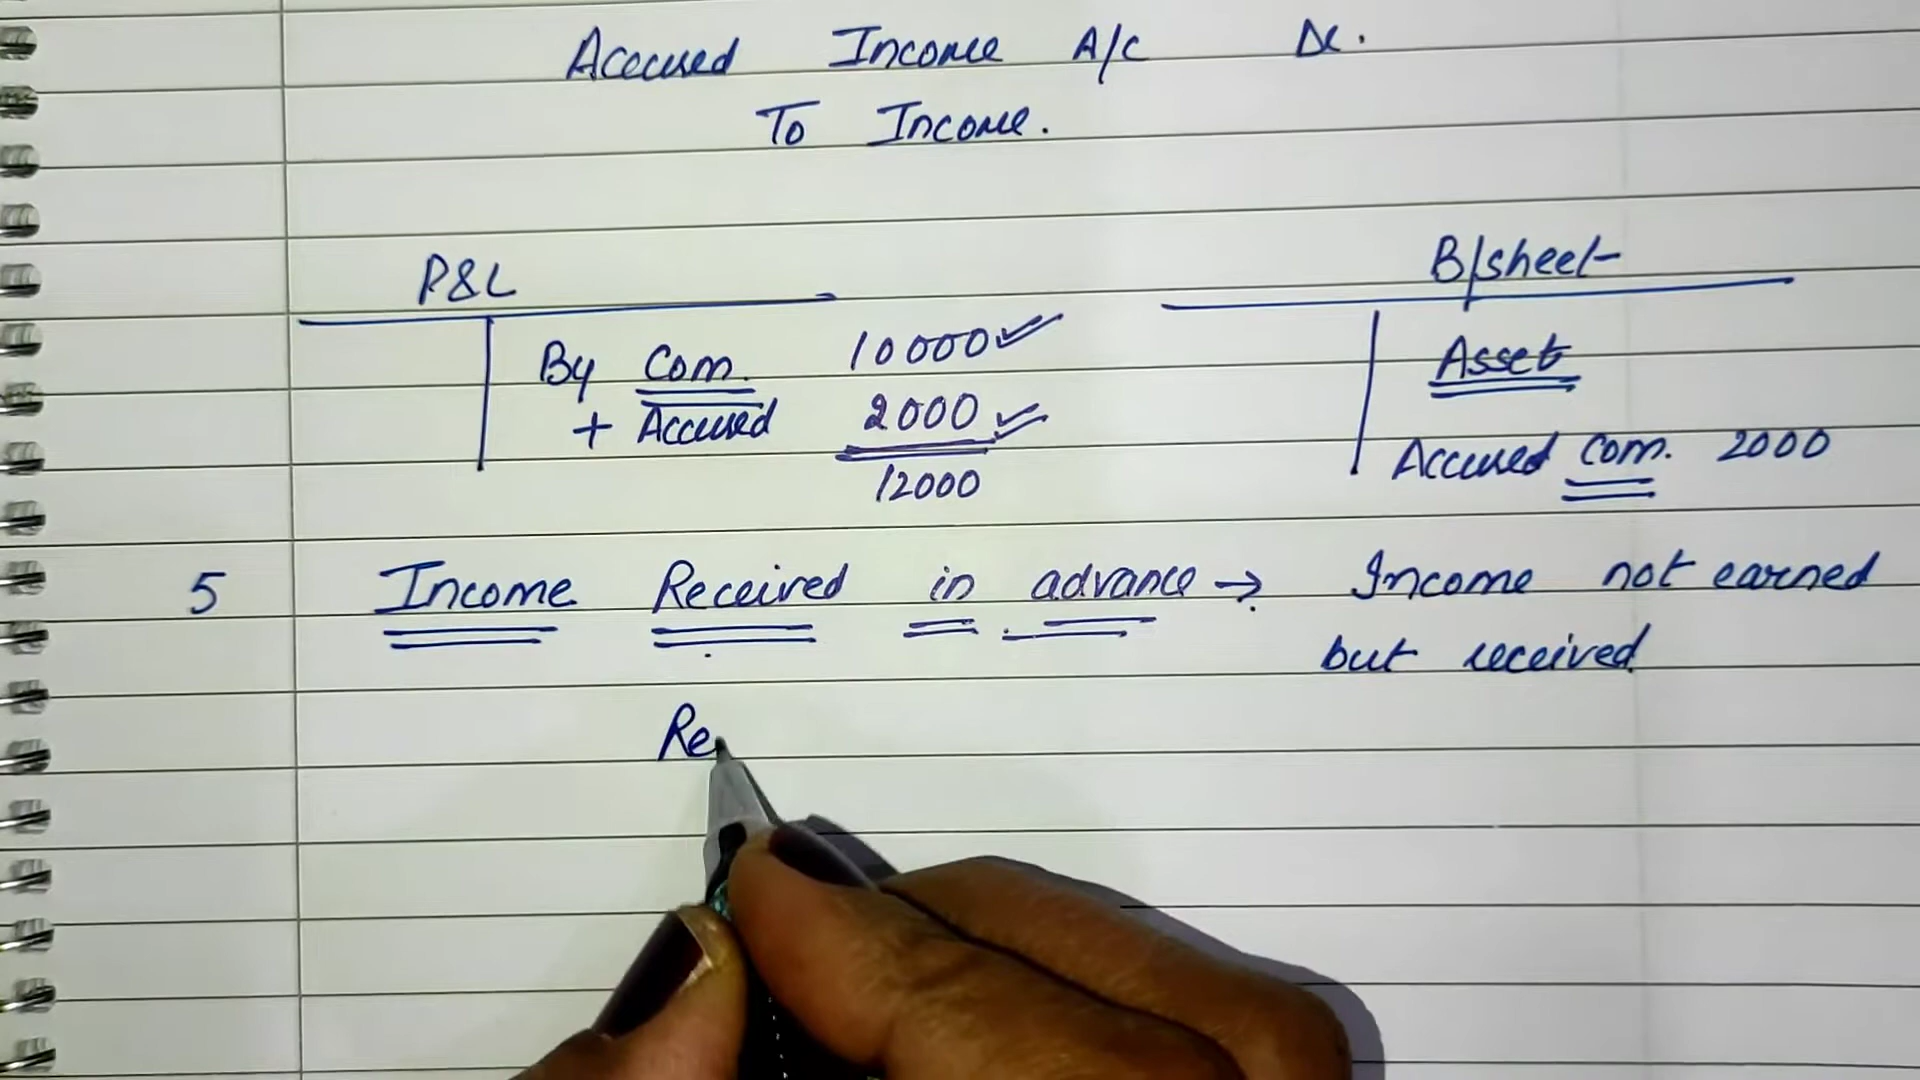 Accrued Income A/C Dr.
To Income.
P&L
B/sheet
By Com. 10000
+ Accrued 2000
12000
Asset
Accrued Com. 2000
5 Income Received in advance → Income not earned
but received
Re